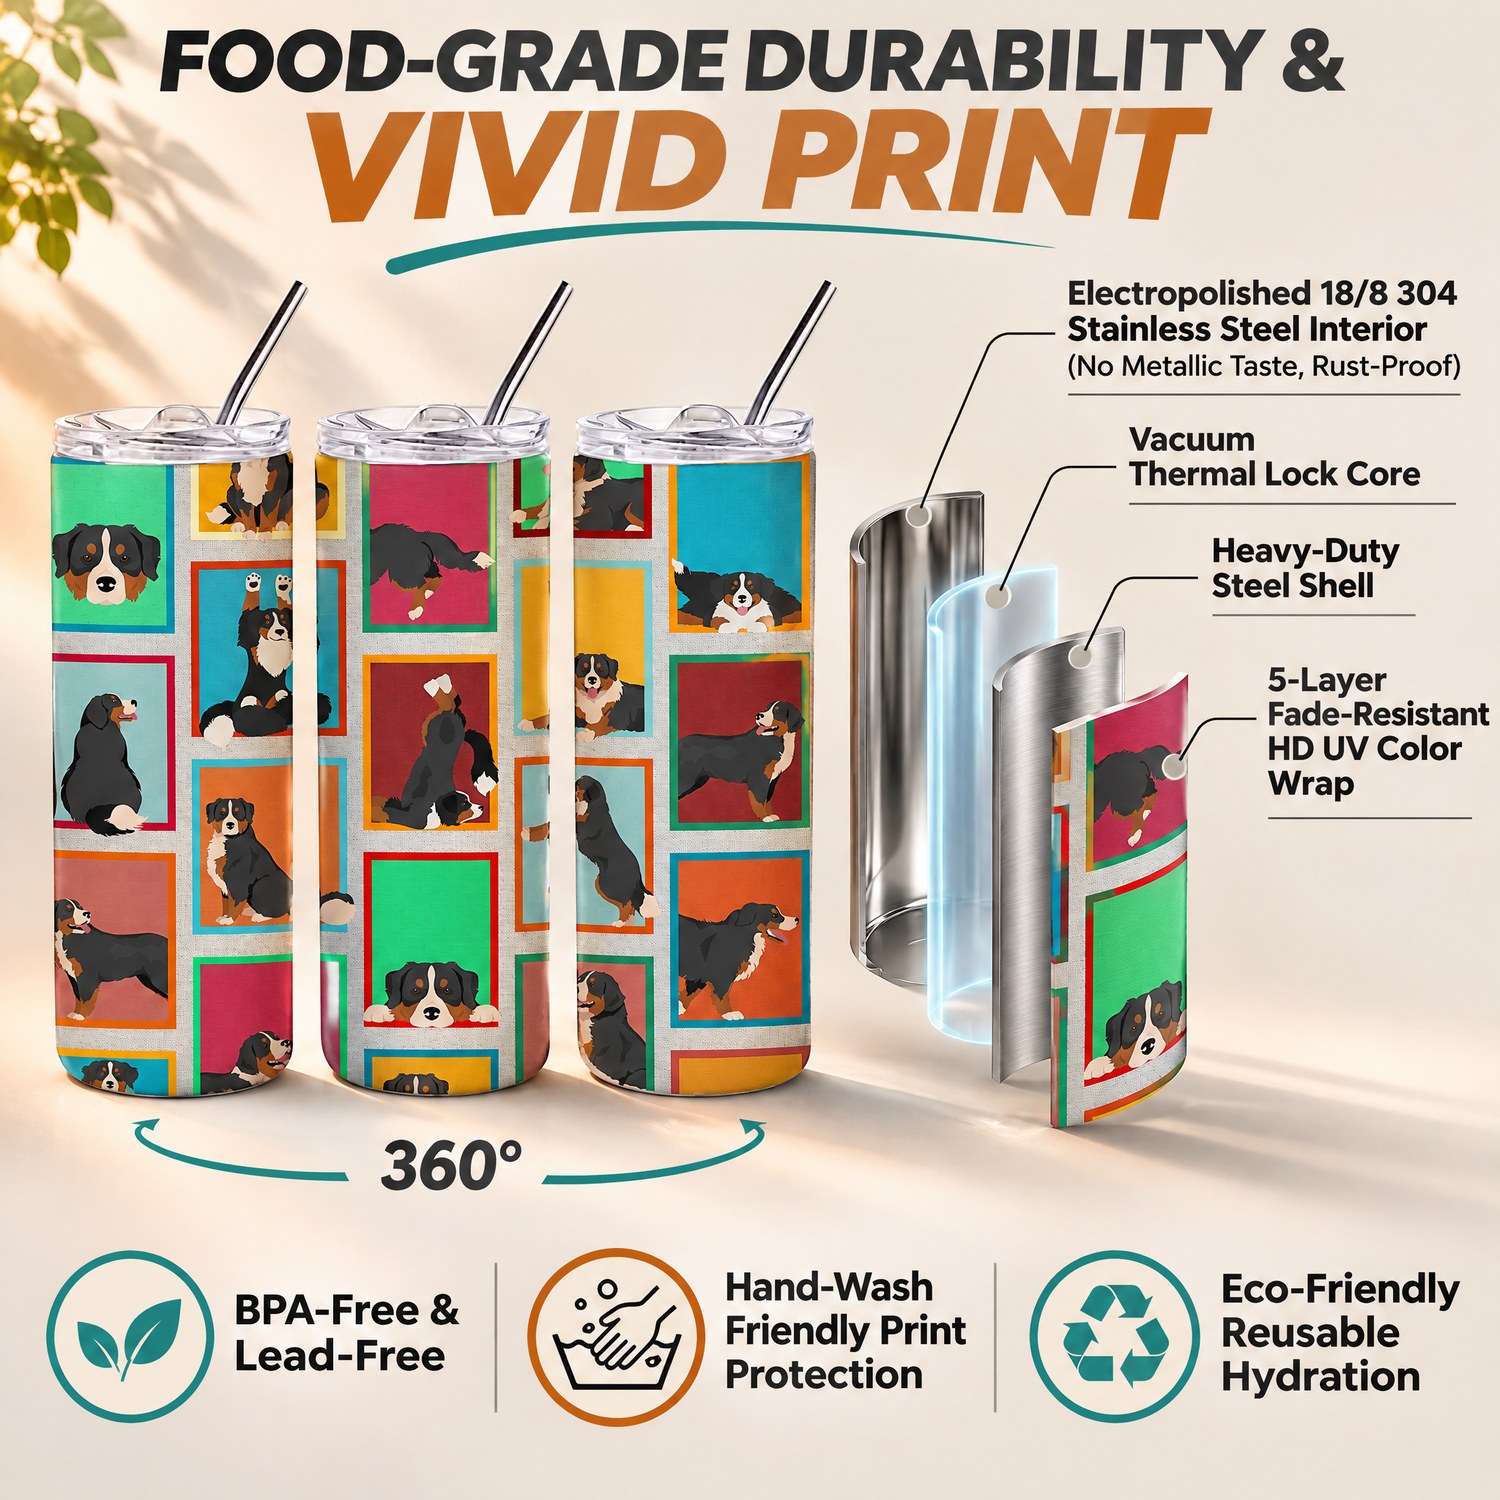 FOOD-GRADE DURABILITY &
VIVID PRINT
Electropolished 18/8 304
Stainless Steel Interior
(No Metallic Taste, Rust-Proof)
Vacuum
Thermal Lock Core
Heavy-Duty
Steel Shell
5-Layer
Fade-Resistant
HD UV Color
Wrap
360°
BPA-Free &
Lead-Free
Hand-Wash
Friendly Print
Protection
Eco-Friendly
Reusable
Hydration